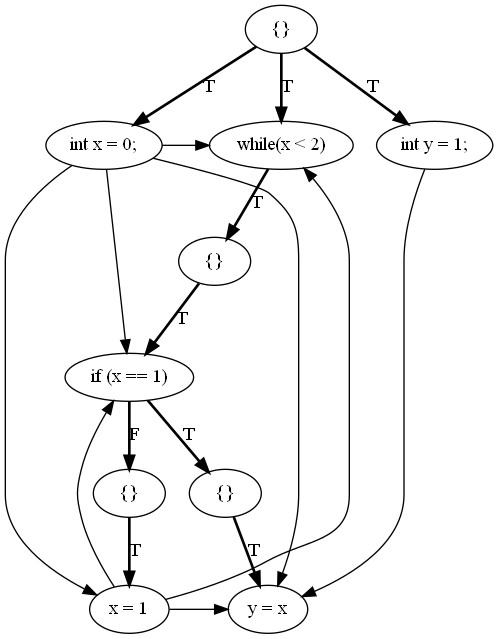 {}
T
T
T
int x = 0;
while(x < 2)
int y = 1;
T
{}
T
if (x == 1)
F
T
{}
{}
T
T
x = 1
y = x